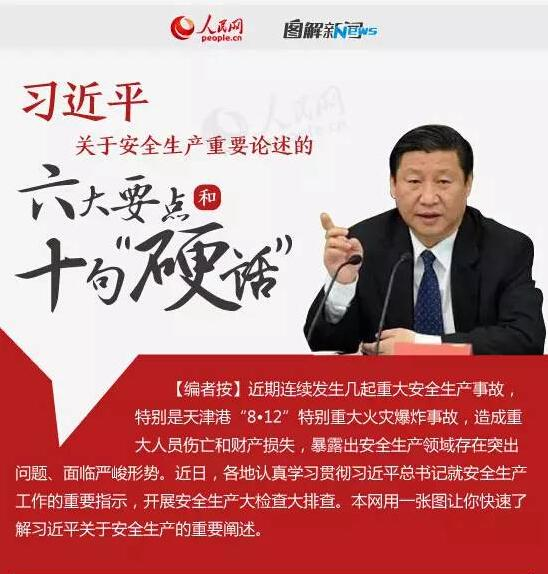 人民网
people.cn
图解新闻
NEWS
人民网
习近平
关于安全生产重要论述的
六大要点和
十句“硬话”
【编者按】近期连续发生几起重大安全生产事故，
特别是天津港“8•12”特别重大火灾爆炸事故，造成重
大人员伤亡和财产损失，暴露出安全生产领域存在突出
问题、面临严峻形势。近日，各地认真学习贯彻习近平总书记就安全生产
工作的重要指示，开展安全生产大检查大排查。本网用一张图让你快速了
解习近平关于安全生产的重要阐述。